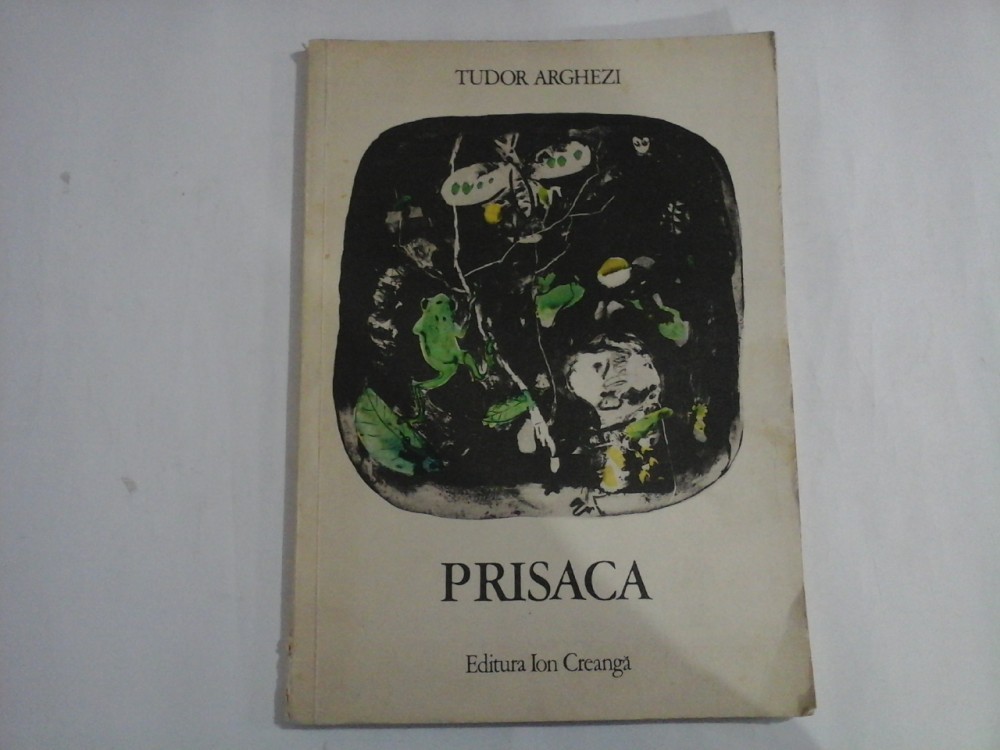 TUDOR ARGHEZI
PRISACA
Editura Ion Creangă